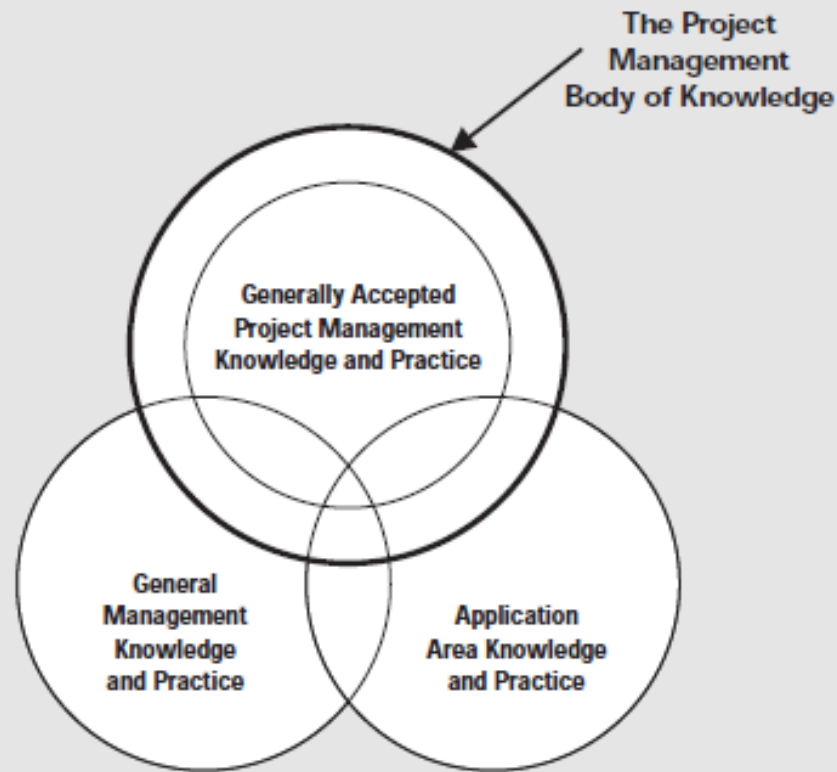 The Project
Management
Body of Knowledge
Generally Accepted
Project Management
Knowledge and Practice
General
Management
Knowledge
and Practice
Application
Area Knowledge
and Practice